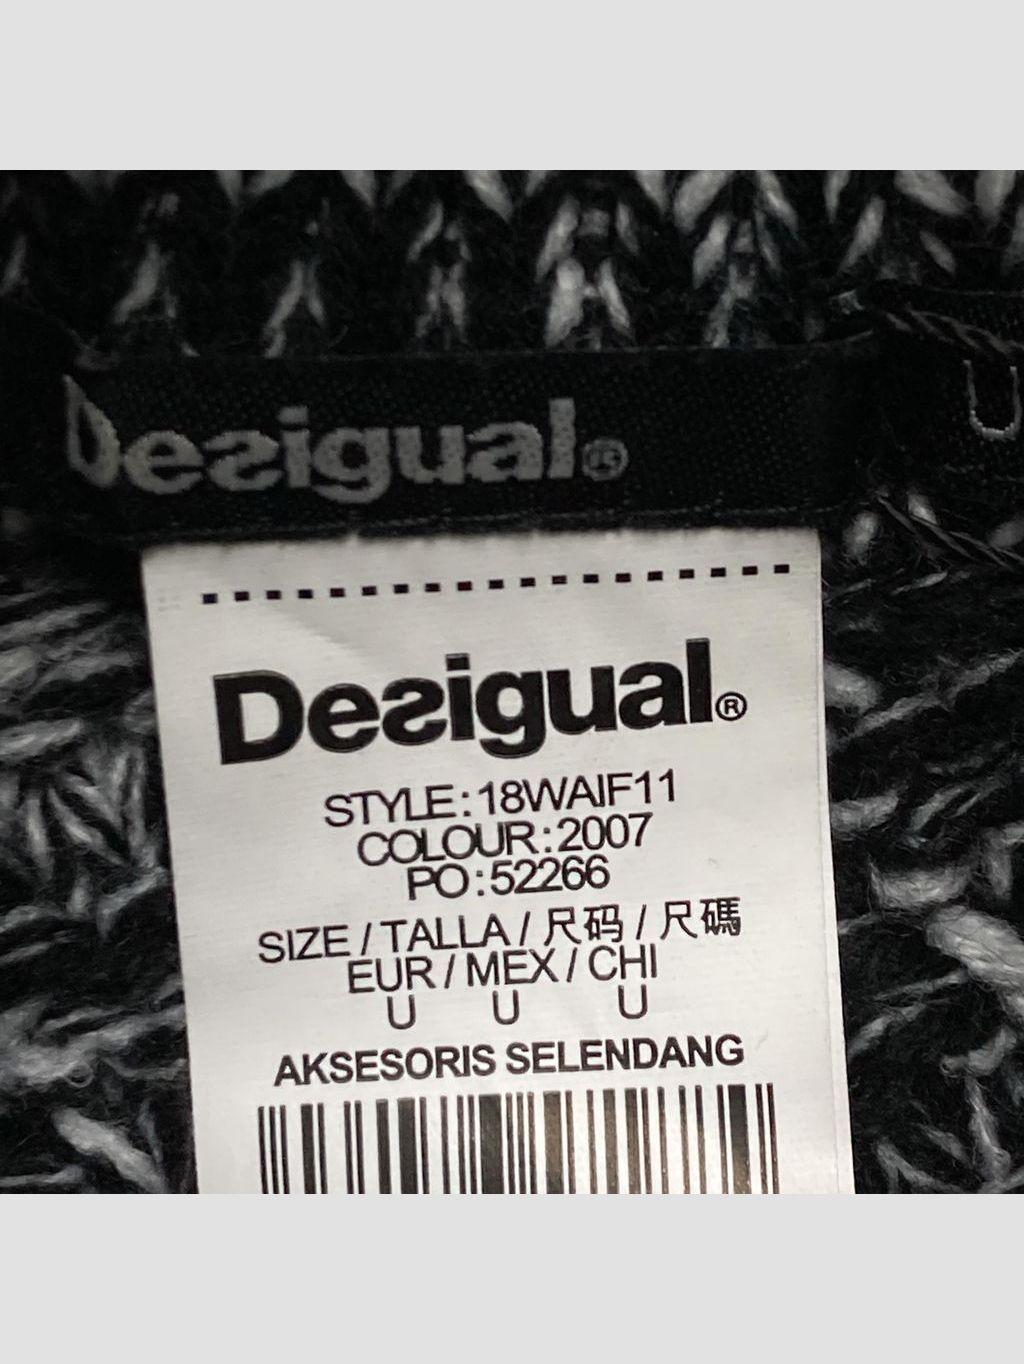 Desigual®
U
Desigual®
STYLE:18WAIF11
COLOUR:2007
PO:52266
SIZE/TALLA/尺码/尺碼
EUR/MEX/CHI
U U U
AKSESORIS SELENDANG